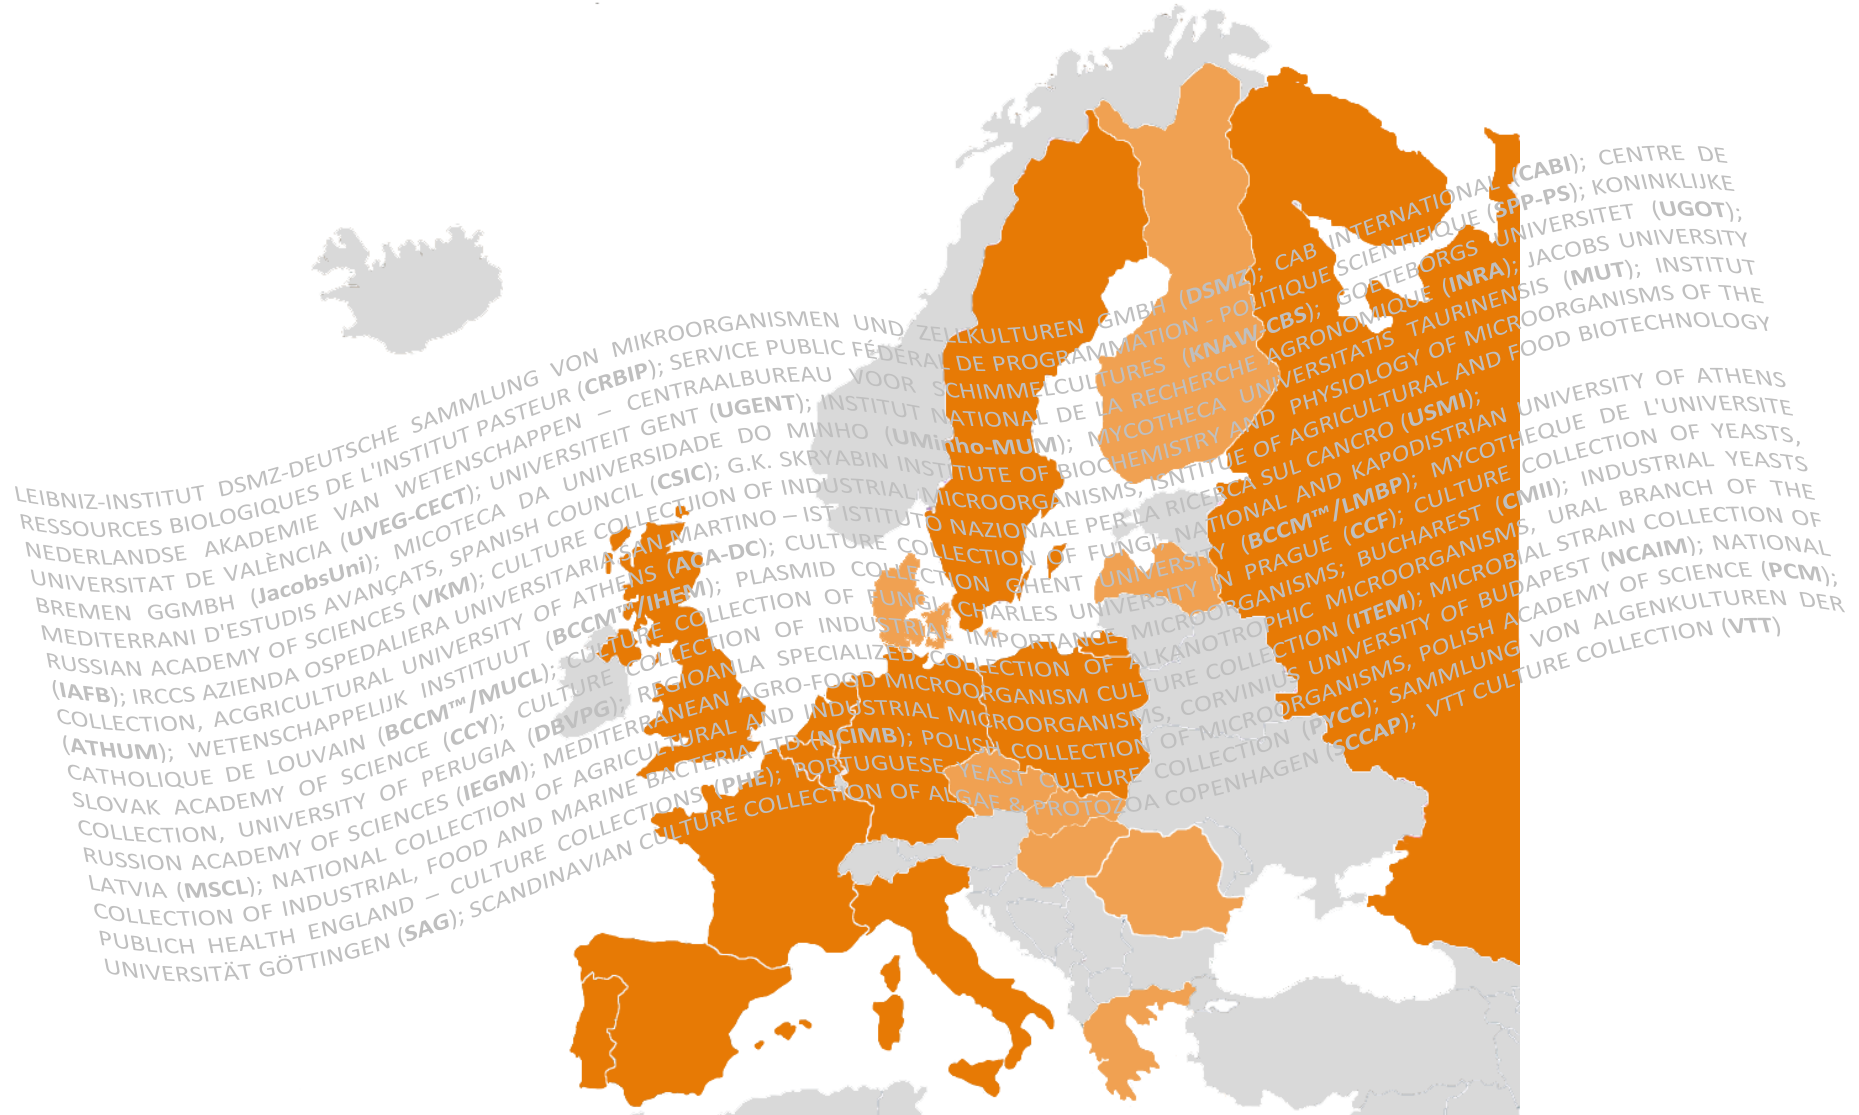 LEIBNIZ-INSTITUT DSMZ-DEUTSCHE SAMMLUNG VON MIKROORGANISMEN UND ZELLKULTUREN GMBH (DSMZ); CAB INTERNATIONAL (CABI); CENTRE DE
RESSOURCES BIOLOGIQUES DE L'INSTITUT PASTEUR (CRBIP); SERVICE PUBLIC FÉDÉRAL DE PROGRAMMATION - POLITIQUE SCIENTIFIQUE (SPP-PS); KONINKLIJKE
NEDERLANDSE AKADEMIE VAN WETENSCHAPPEN – CENTRAALBUREAU VOOR SCHIMMELCULTURES (KNAW-CBS); GOETEBORGS UNIVERSITET (UGOT);
UNIVERSITAT DE VALÈNCIA (UVEG-CECT); UNIVERSITEIT GENT (UGENT); INSTITUT NATIONAL DE LA RECHERCHE AGRONOMIQUE (INRA); JACOBS UNIVERSITY
BREMEN GGMBH (JacobsUni); MICOTECA DA UNIVERSIDADE DO MINHO (UMinho-MUM); MYCOTHECA UNIVERSITATIS TAURINENSIS (MUT); INSTITUT
MEDITERRANI D'ESTUDIS AVANÇATS, SPANISH COUNCIL (CSIC); G.K. SKRYABIN INSTITUTE OF BIOCHEMISTRY AND PHYSIOLOGY OF MICROORGANISMS OF THE
RUSSIAN ACADEMY OF SCIENCES (VKM); CULTURE COLLECTIION OF INDUSTRIAL MICROORGANISMS, ISNTITUE OF AGRICULTURAL AND FOOD BIOTECHNOLOGY
(IAFB); IRCCS AZIENDA OSPEDALIERA UNIVERSITARIA SAN MARTINO – IST ISTITUTO NAZIONALE PER LA RICERCA SUL CANCRO (USMI);
COLLECTION, ACGRICULTURAL UNIVERSITY OF ATHENS (ACA-DC); CULTURE COLLECTION OF FUNGI, NATIONAL AND KAPODISTRIAN UNIVERSITY OF ATHENS
(ATHUM); WETENSCHAPPELIJK INSTITUUT (BCCM™/IHEM); PLASMID COLLECTION GHENT UNIVERSITY (BCCM™/LMBP); MYCOTHEQUE DE L'UNIVERSITE
CATHOLIQUE DE LOUVAIN (BCCM™/MUCL); CULTURE COLLECTION OF FUNGI, CHARLES UNIVERSITY IN PRAGUE (CCF); CULTURE COLLECTION OF YEASTS,
SLOVAK ACADEMY OF SCIENCE (CCY); CULTURE COLLECTION OF INDUSTRIAL IMPORTANCE MICROORGANISMS; BUCHAREST (CMII); INDUSTRIAL YEASTS
COLLECTION, UNIVERSITY OF PERUGIA (DBVPG); REGIOANLA SPECIALIZED COLLECTION OF ALKANOTROPHIC MICROORGANISMS, URAL BRANCH OF THE
RUSSION ACADEMY OF SCIENCES (IEGM); MEDITERRANEAN AGRO-FOOD MICROORGANISM CULTURE COLLECTION (ITEM); MICROBIAL STRAIN COLLECTION OF
LATVIA (MSCL); NATIONAL COLLECTION OF AGRICULTURAL AND INDUSTRIAL MICROORGANISMS, CORVINIUS UNIVERSITY OF BUDAPEST (NCAIM); NATIONAL
COLLECTION OF INDUSTRIAL, FOOD AND MARINE BACTERIA LTD (NCIMB); POLISH COLLECTION OF MICROORGANISMS, POLISH ACADEMY OF SCIENCE (PCM);
PUBLICH HEALTH ENGLAND – CULTURE COLLECTIONS (PHE); PORTUGUESE YEAST CULTURE COLLECTION (PYCC); SAMMLUNG VON ALGENKULTUREN DER
UNIVERSITÄT GÖTTINGEN (SAG); SCANDINAVIAN CULTURE COLLECTION OF ALGAE & PROTOZOA COPENHAGEN (SCCAP); VTT CULTURE COLLECTION (VTT)